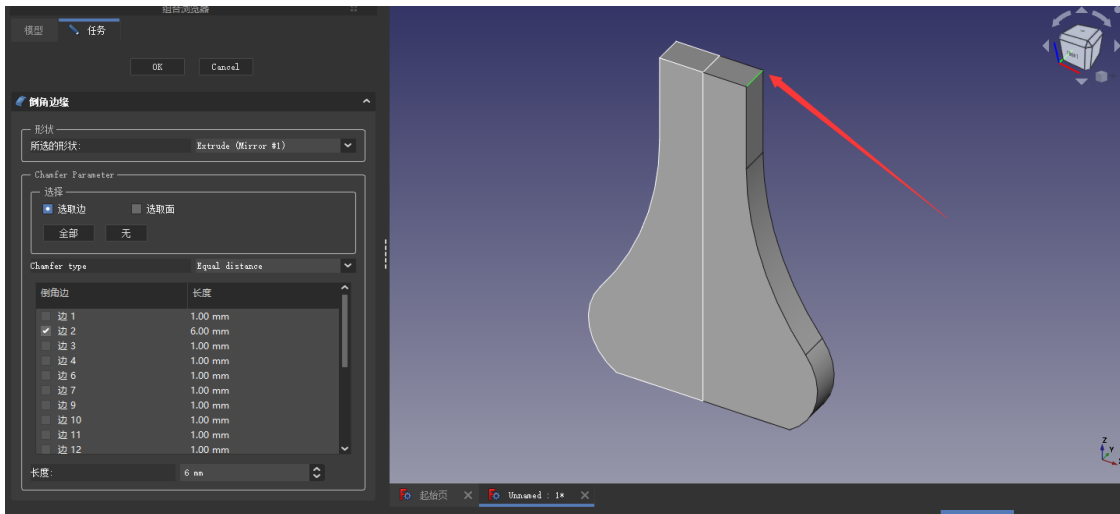 组合浏览器
模型 任务
OK Cancel
倒角边缘
形状
所选的形状: Extrude (Mirror #1)
Chamfer Parameter
选择
选取边 选取面
全部 无
Chamfer type Equal distance
倒角边 长度
边 1 1.00 mm
边 2 6.00 mm
边 3 1.00 mm
边 4 1.00 mm
边 6 1.00 mm
边 7 1.00 mm
边 9 1.00 mm
边 10 1.00 mm
边 11 1.00 mm
边 12 1.00 mm
长度: 6 mm
Z
Y
起始页 Unnamed : 1*